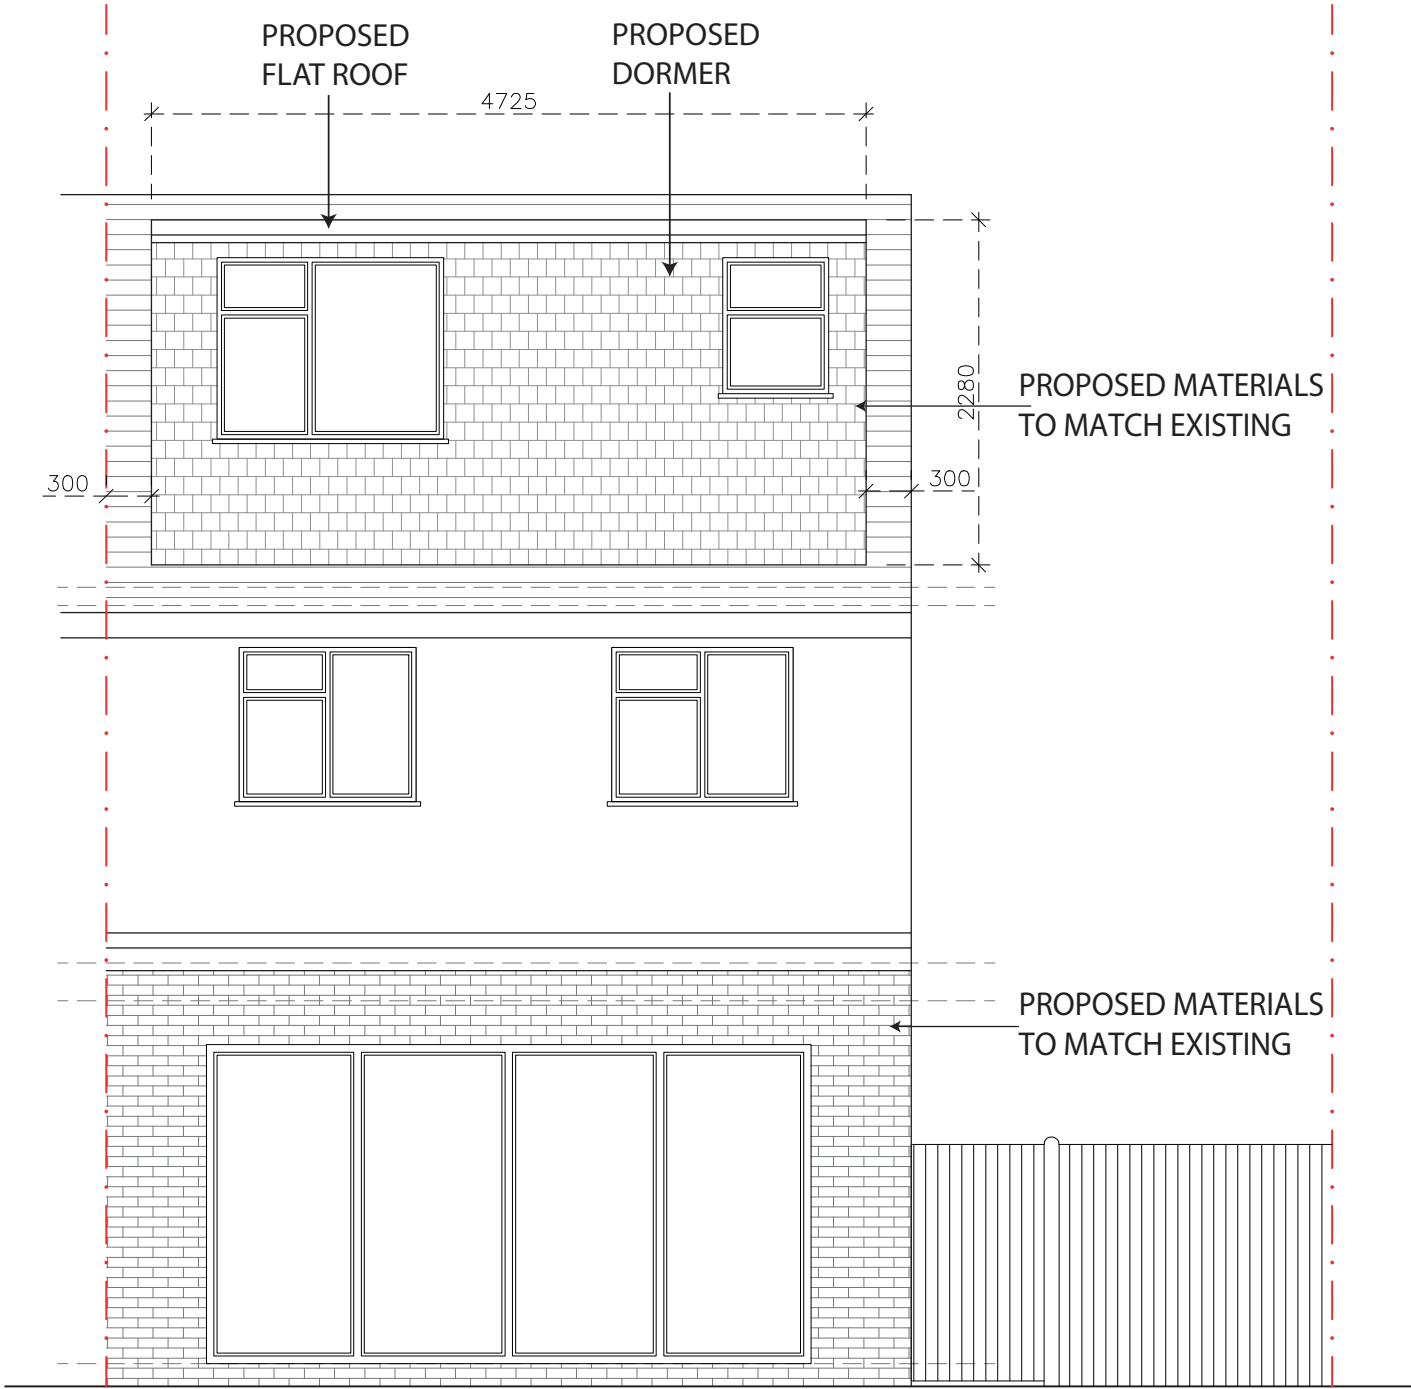 PROPOSED
FLAT ROOF
PROPOSED
DORMER
4725
2280
PROPOSED MATERIALS
TO MATCH EXISTING
300
300
PROPOSED MATERIALS
TO MATCH EXISTING